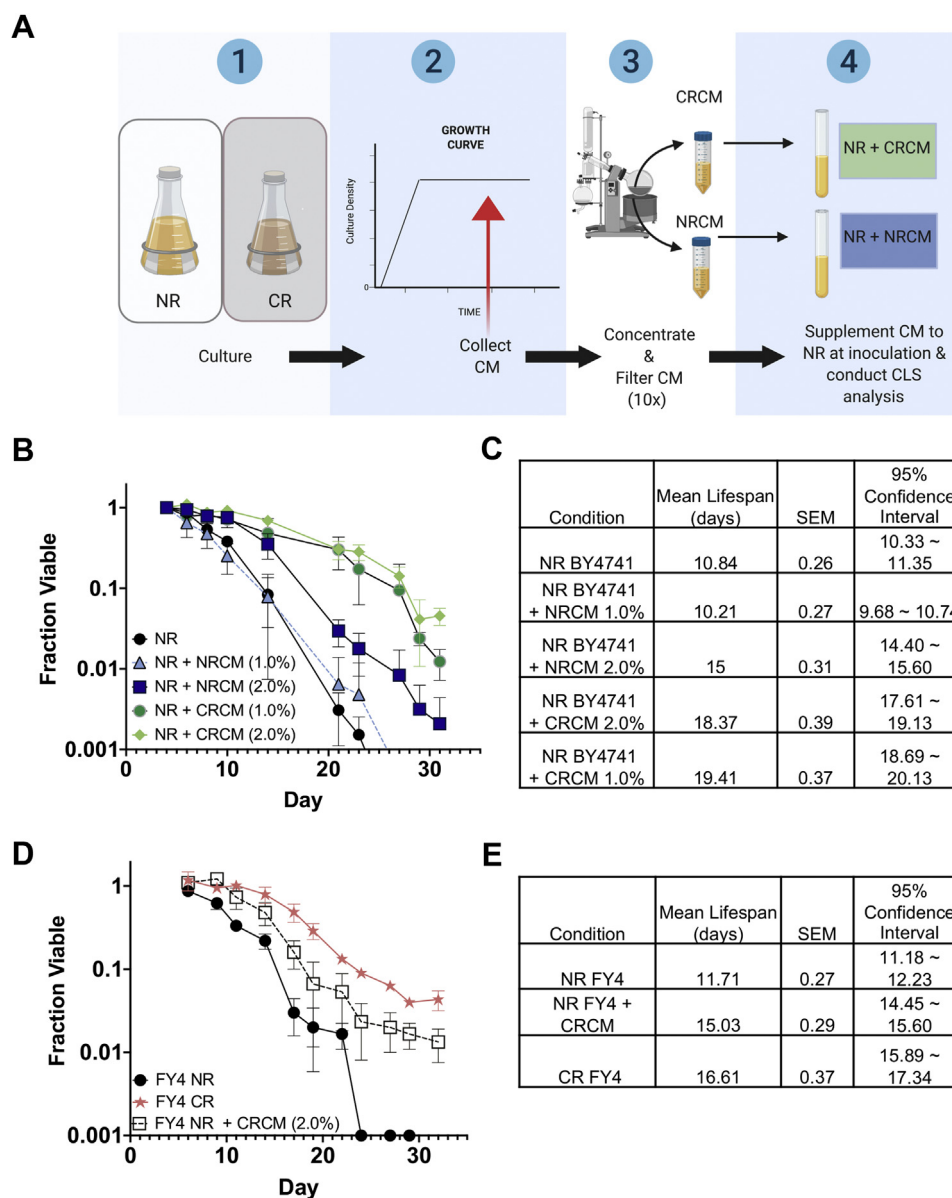 A
1
2
3
4
NR
CR
Culture
GROWTH
CURVE
Culture Density
0
TIME
Collect
CM
CRCM
NRCM
Concentrate
&
Filter CM
(10x)
NR + CRCM
NR + NRCM
Supplement CM to
NR at inoculation &
conduct CLS
analysis
B
Fraction Viable
1
0.1
0.01
0.001
NR
NR + NRCM (1.0%)
NR + NRCM (2.0%)
NR + CRCM (1.0%)
NR + CRCM (2.0%)
0 10 20 30
Day
C
Condition
Mean Lifespan
(days)
SEM
95%
Confidence
Interval
NR BY4741
10.84
0.26
10.33 ~
11.35
NR BY4741
+ NRCM 1.0%
10.21
0.27
9.68 ~ 10.74
NR BY4741
+ NRCM 2.0%
15
0.31
14.40 ~
15.60
NR BY4741
+ CRCM 2.0%
18.37
0.39
17.61 ~
19.13
NR BY4741
+ CRCM 1.0%
19.41
0.37
18.69 ~
20.13
D
Fraction Viable
1
0.1
0.01
0.001
FY4 NR
FY4 CR
FY4 NR + CRCM (2.0%)
0 10 20 30
Day
E
Condition
Mean Lifespan
(days)
SEM
95%
Confidence
Interval
NR FY4
11.71
0.27
11.18 ~
12.23
NR FY4 +
CRCM
15.03
0.29
14.45 ~
15.60
CR FY4
16.61
0.37
15.89 ~
17.34